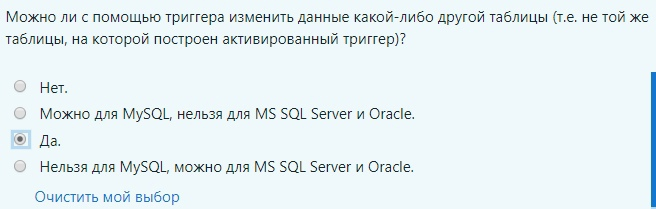 Можно ли с помощью триггера изменить данные какой-либо другой таблицы (т.е. не той же
таблицы, на которой построен активированный триггер)?
Нет.
Можно для MySQL, нельзя для MS SQL Server и Oracle.
Да.
Нельзя для MySQL, можно для MS SQL Server и Oracle.
Очистить мой выбор